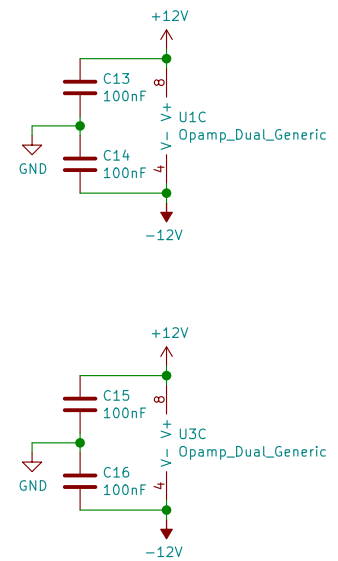 +12V
C13
100nF
8
V+
U1C
Opamp_Dual_Generic
V-
C14
100nF
4
GND
-12V
+12V
C15
100nF
8
V+
U3C
Opamp_Dual_Generic
V-
C16
100nF
4
GND
-12V